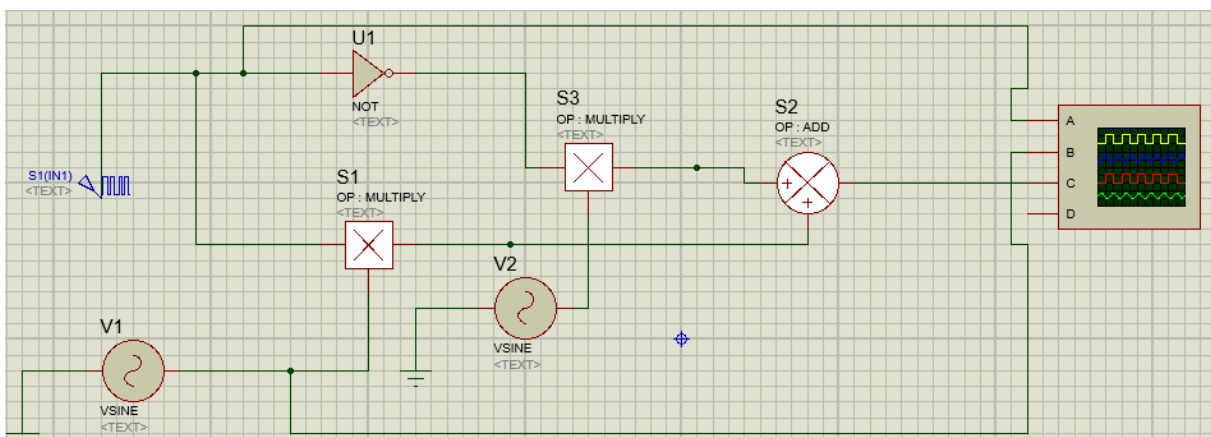 U1
NOT
<TEXT>
S3
OP : MULTIPLY
<TEXT>
S2
OP : ADD
<TEXT>
A
B
C
D
S1(IN1)
<TEXT>
S1
OP : MULTIPLY
<TEXT>
V2
VSINE
<TEXT>
V1
VSINE
<TEXT>